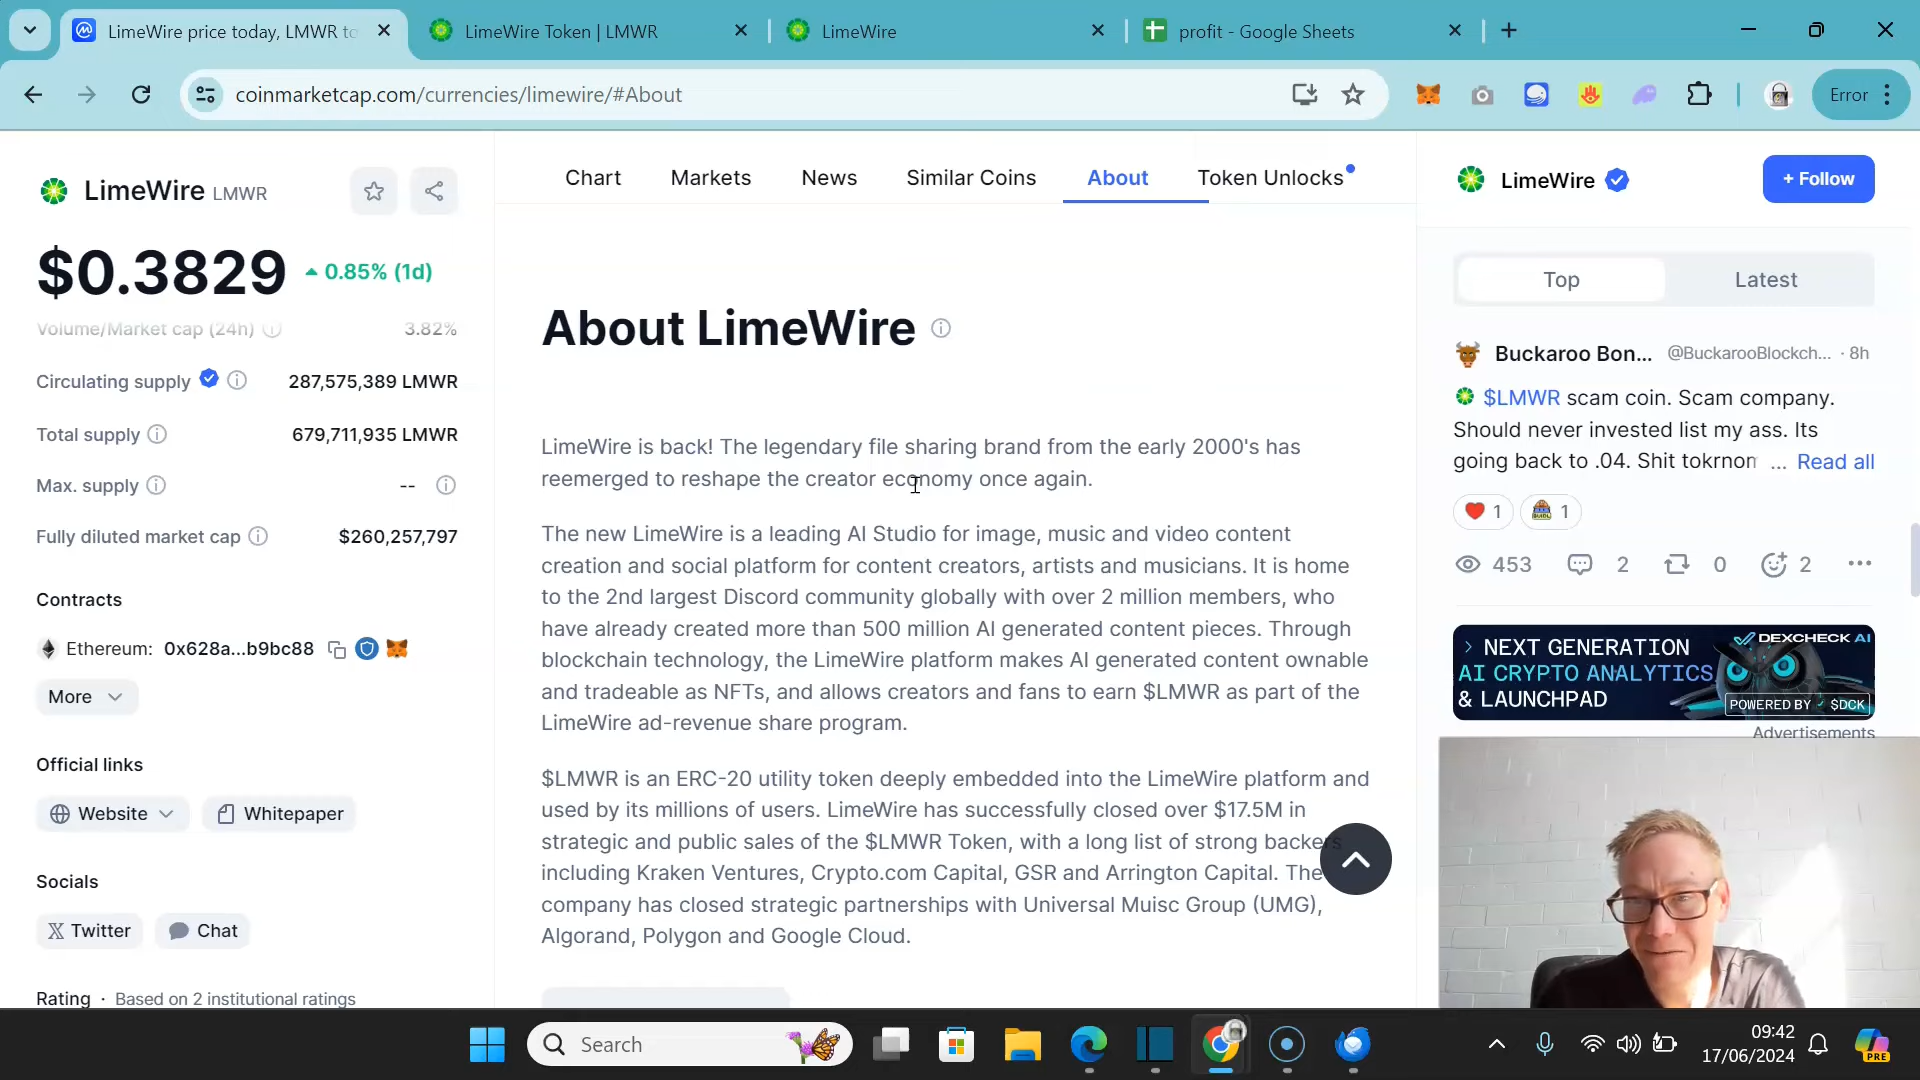 LimeWire price today, LMWR to
LimeWire Token | LMWR
LimeWire
profit - Google Sheets
coinmarketcap.com/currencies/limewire/#About
Error
LimeWire LMWR
$0.3829 0.85% (1d)
Volume/Market cap (24h) 3.82%
Circulating supply 287,575,389 LMWR
Total supply 679,711,935 LMWR
Max. supply --
Fully diluted market cap $260,257,797
Contracts
Ethereum: 0x628a...b9bc88
More
Official links
Website Whitepaper
Socials
Twitter Chat
Rating · Based on 2 institutional ratings
Chart Markets News Similar Coins About Token Unlocks
About LimeWire
LimeWire is back! The legendary file sharing brand from the early 2000's has
reemerged to reshape the creator economy once again.
The new LimeWire is a leading AI Studio for image, music and video content
creation and social platform for content creators, artists and musicians. It is home
to the 2nd largest Discord community globally with over 2 million members, who
have already created more than 500 million AI generated content pieces. Through
blockchain technology, the LimeWire platform makes AI generated content ownable
and tradeable as NFTs, and allows creators and fans to earn $LMWR as part of the
LimeWire ad-revenue share program.
$LMWR is an ERC-20 utility token deeply embedded into the LimeWire platform and
used by its millions of users. LimeWire has successfully closed over $17.5M in
strategic and public sales of the $LMWR Token, with a long list of strong backers
including Kraken Ventures, Crypto.com Capital, GSR and Arrington Capital. The
company has closed strategic partnerships with Universal Muisc Group (UMG),
Algorand, Polygon and Google Cloud.
LimeWire
+ Follow
Top Latest
Buckaroo Bon... @BuckarooBlockch... · 8h
$LMWR scam coin. Scam company.
Should never invested list my ass. Its
going back to .04. Shit tokrnom ... Read all
1 1
453 2 0 2
> NEXT GENERATION
AI CRYPTO ANALYTICS
& LAUNCHPAD
DEXCHECK AI
POWERED BY $DCK
Advertisements
Search
09:42
17/06/2024
PRE